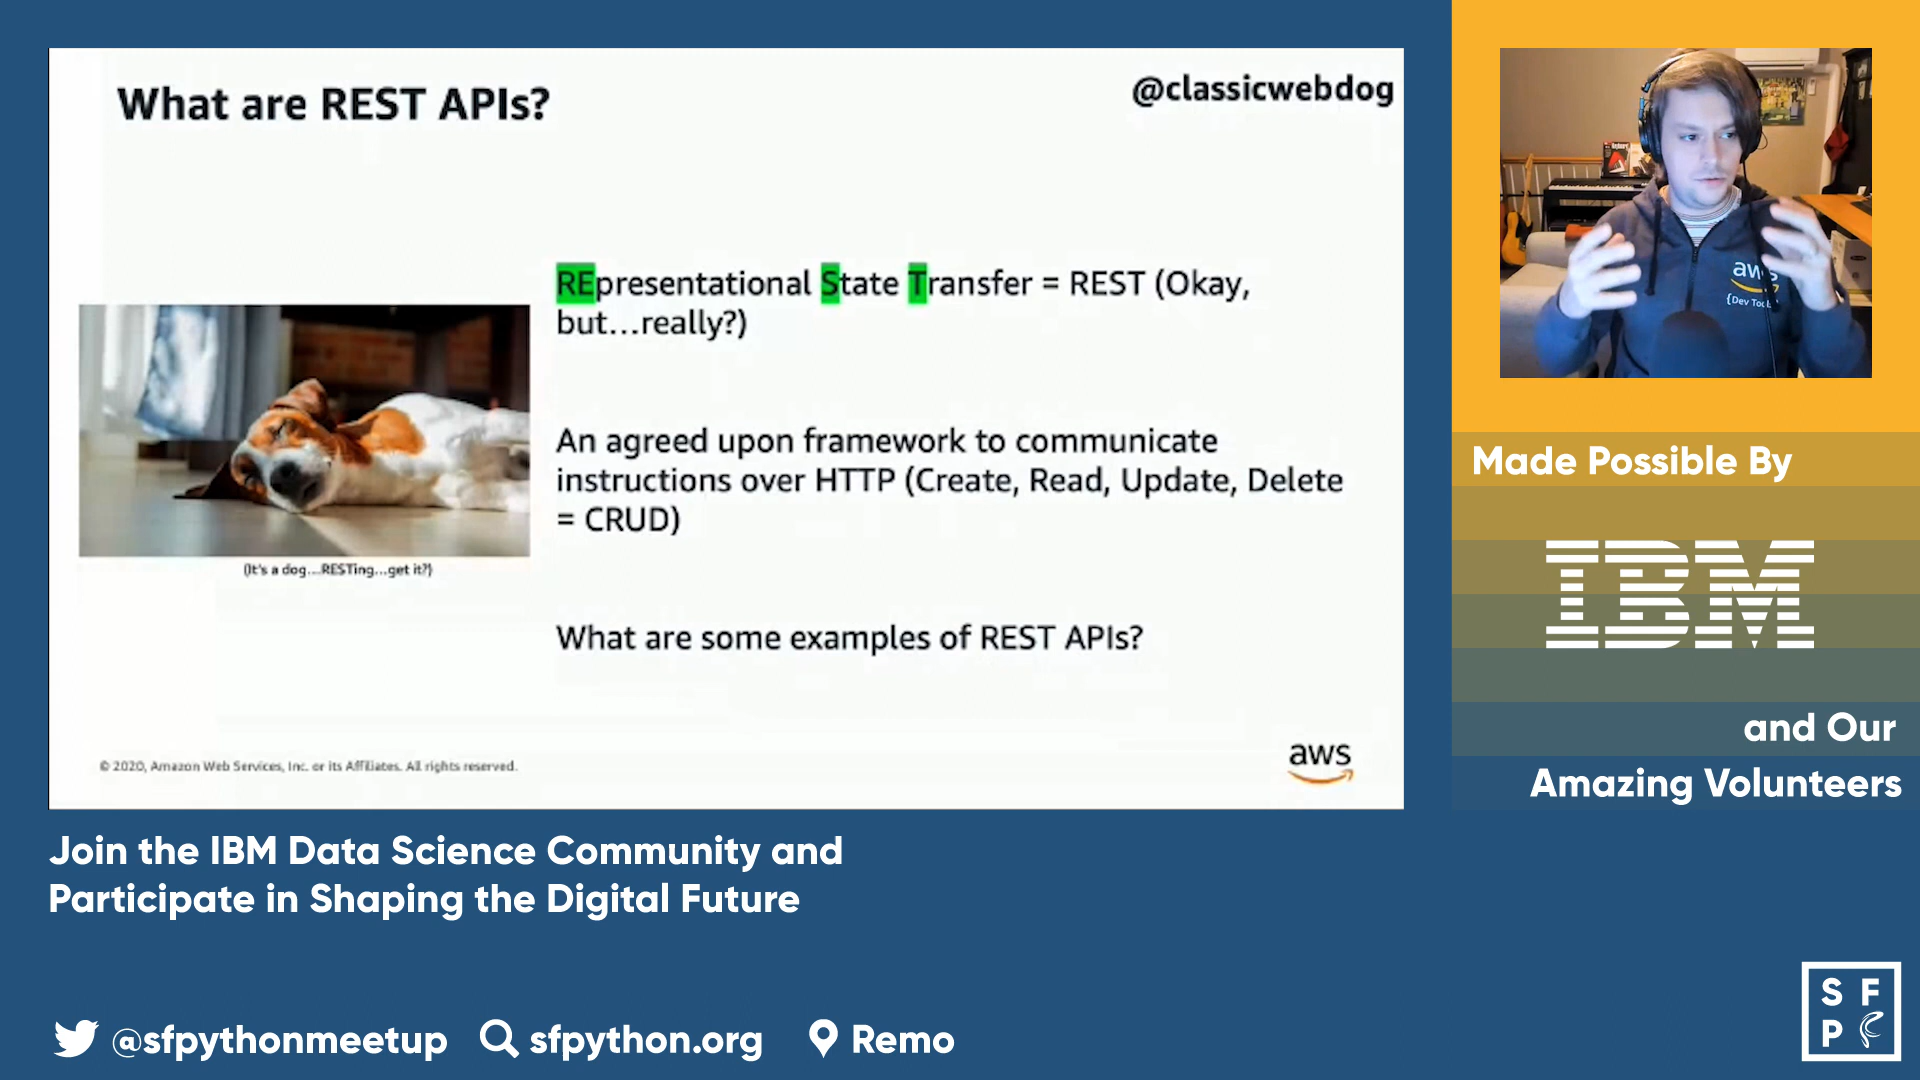 What are REST APIs?
@classicwebdog
REpresentational State Transfer = REST (Okay,
but...really?)
An agreed upon framework to communicate
instructions over HTTP (Create, Read, Update, Delete
= CRUD)
(It's a dog...RESTing...get it?)
What are some examples of REST APIs?
© 2020, Amazon Web Services, Inc. or its Affiliates. All rights reserved.
aws
aws
{Dev Too
Made Possible By
IBM
and Our
Amazing Volunteers
Join the IBM Data Science Community and
Participate in Shaping the Digital Future
@sfpythonmeetup
sfpython.org
Remo
S F
P